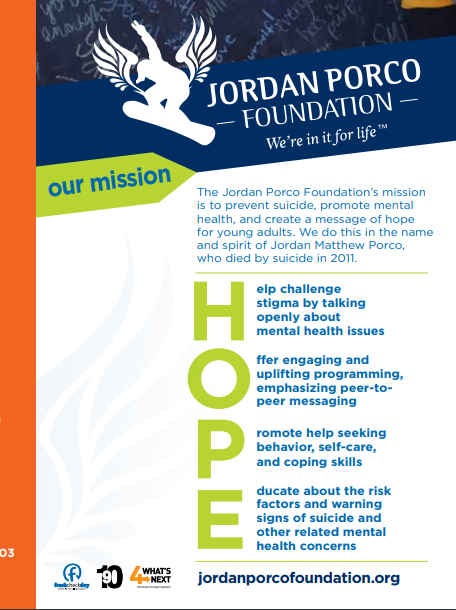 JORDAN PORCO
— FOUNDATION —
We're in it for life™
our mission
The Jordan Porco Foundation's mission
is to prevent suicide, promote mental
health, and create a message of hope
for young adults. We do this in the name
and spirit of Jordan Matthew Porco,
who died by suicide in 2011.
H
elp challenge
stigma by talking
openly about
mental health issues
O
ffer engaging and
uplifting programming,
emphasizing peer-to-
peer messaging
P
romote help seeking
behavior, self-care,
and coping skills
E
ducate about the risk
factors and warning
signs of suicide and
other related mental
health concerns
03
freshcheckday
4 WHAT'S
NEXT
jordanporcofoundation.org